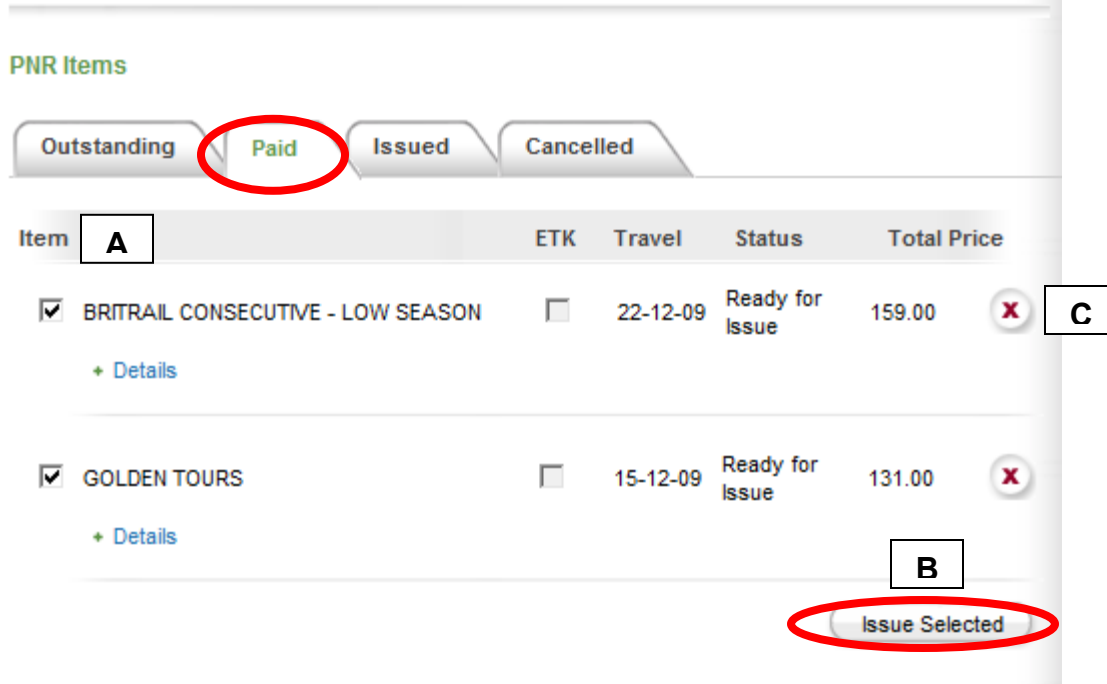 PNR Items
Outstanding Paid Issued Cancelled
Item A ETK Travel Status Total Price
BRITRAIL CONSECUTIVE - LOW SEASON 22-12-09 Ready for Issue 159.00 X C
+ Details
GOLDEN TOURS 15-12-09 Ready for Issue 131.00 X
+ Details
B
Issue Selected